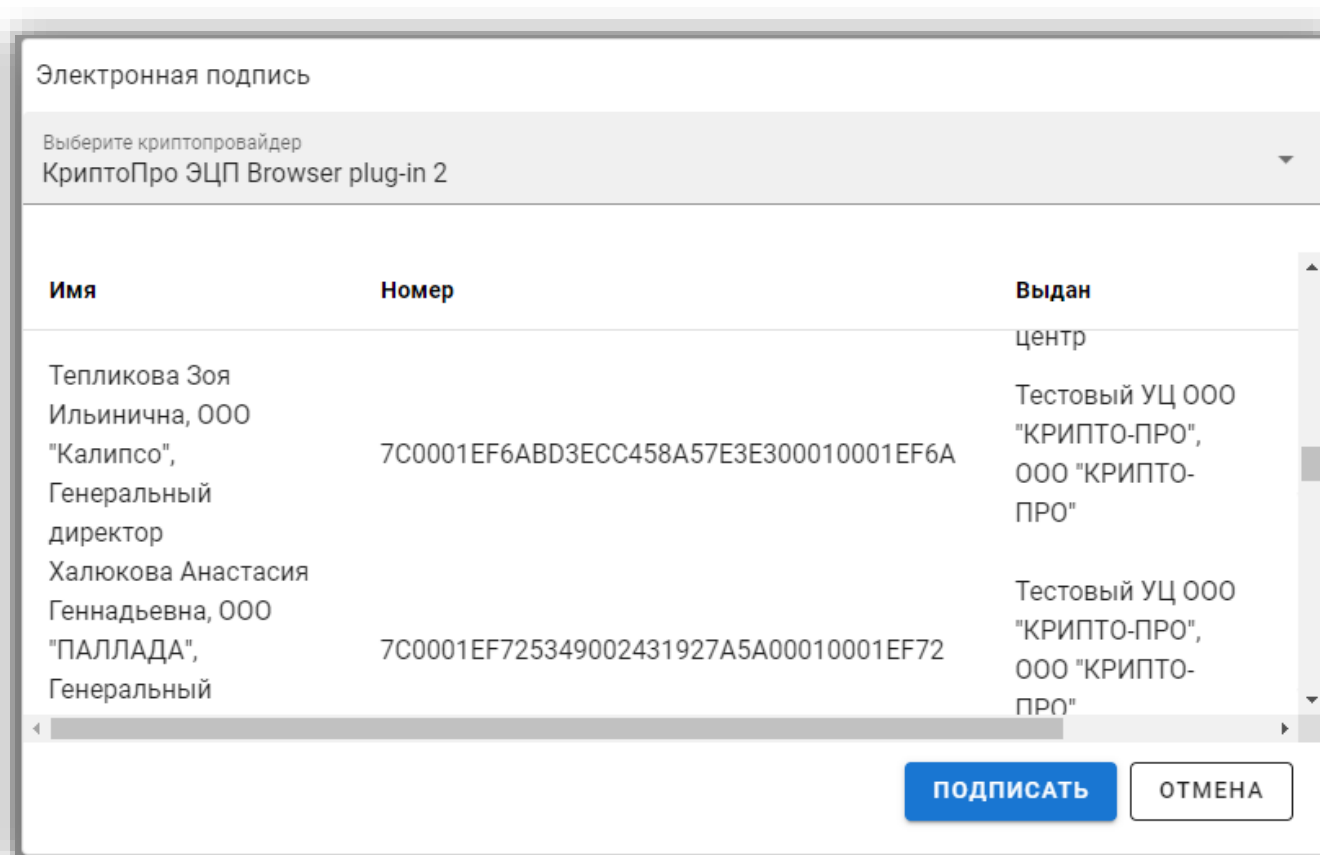 Электронная подпись
Выберите криптопровайдер
КриптоПро ЭЦП Browser plug-in 2
Имя
Номер
Выдан
центр
Тепликова Зоя
Ильинична, ООО
"Калипсо",
Генеральный
директор
7C0001EF6ABD3ECC458A57E3E300010001EF6A
Тестовый УЦ ООО
"КРИПТО-ПРО",
ООО "КРИПТО-
ПРО"
Халюкова Анастасия
Геннадьевна, ООО
"ПАЛЛАДА",
Генеральный
7C0001EF725349002431927A5A00010001EF72
Тестовый УЦ ООО
"КРИПТО-ПРО",
ООО "КРИПТО-
ПРО"
ПОДПИСАТЬ
ОТМЕНА